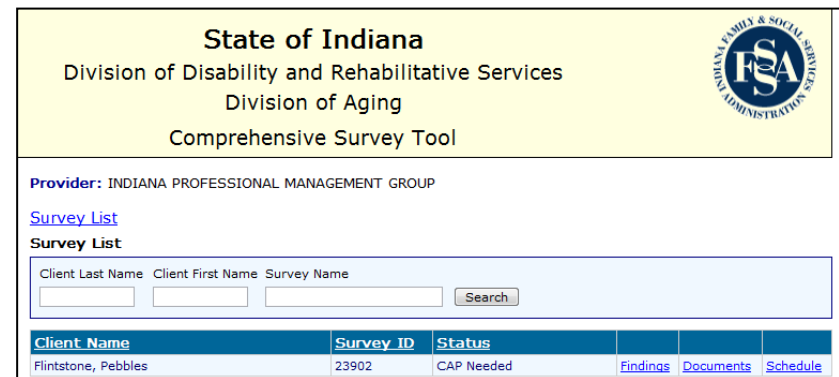 State of Indiana
Division of Disability and Rehabilitative Services
Division of Aging
Comprehensive Survey Tool
INDIANA FAMILY & SOCIAL SERVICES ADMINISTRATION
FSSA
Provider: INDIANA PROFESSIONAL MANAGEMENT GROUP
Survey List
Survey List
Client Last Name Client First Name Survey Name
Search
Client Name Survey ID Status
Flintstone, Pebbles 23902 CAP Needed Findings Documents Schedule